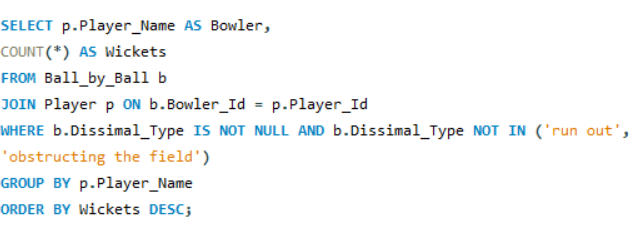 SELECT p.Player_Name AS Bowler,
COUNT(*) AS Wickets
FROM Ball_by_Ball b
JOIN Player p ON b.Bowler_Id = p.Player_Id
WHERE b.Dissimal_Type IS NOT NULL AND b.Dissimal_Type NOT IN ('run out',
'obstructing the field')
GROUP BY p.Player_Name
ORDER BY Wickets DESC;